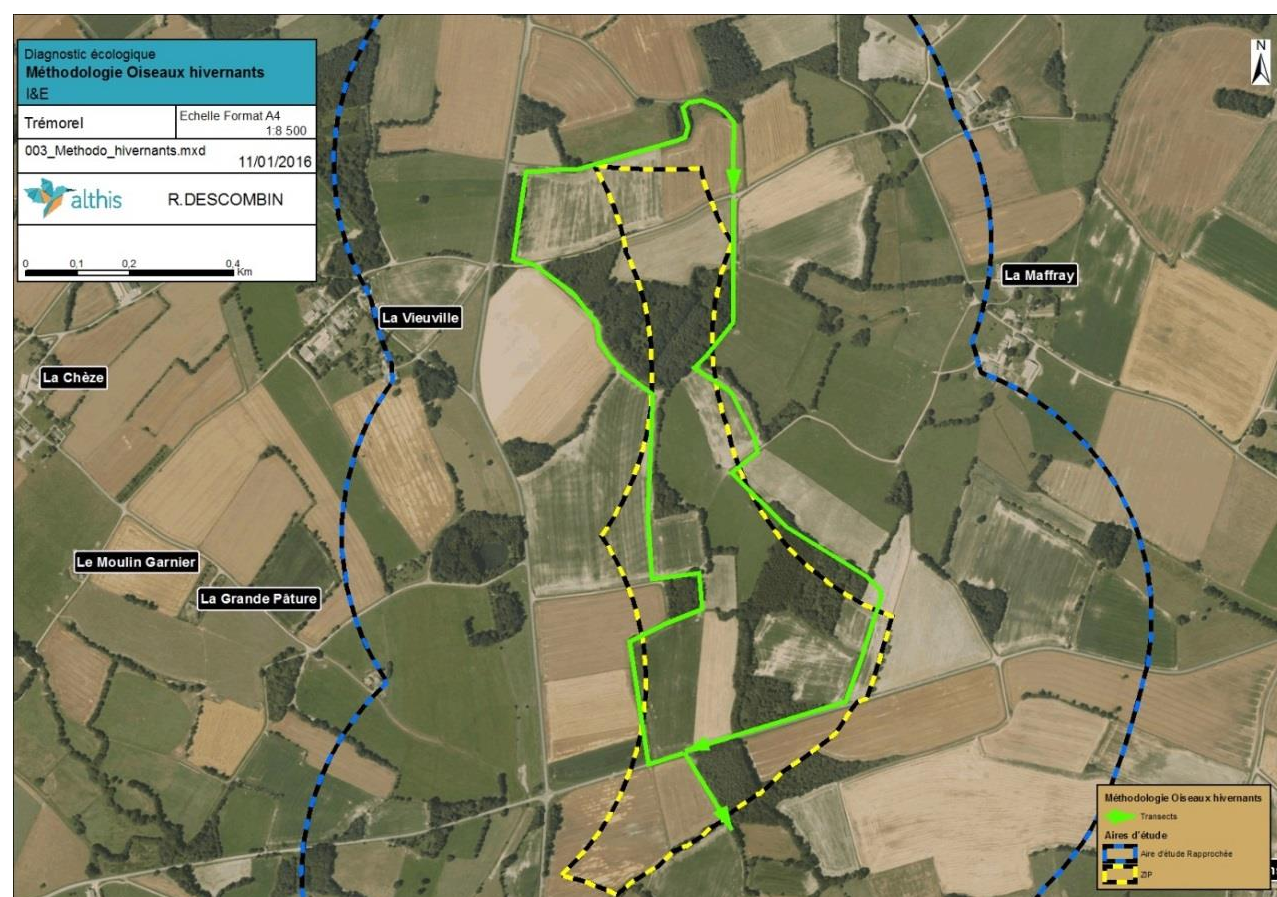 Diagnostic écologique
Méthodologie Oiseaux hivernants
I&E
Trémorel
Echelle Format A4
1:8 500
003_Methodo_hivernants.mxd
11/01/2016
althis
R.DESCOMBIN
0 0,1 0,2 0,4
Km
N
La Maffray
La Vieuville
La Chèze
Le Moulin Garnier
La Grande Pâture
Méthodologie Oiseaux hivernants
Transects
Aires d'étude
Aire d'étude Rapprochée
ZIP